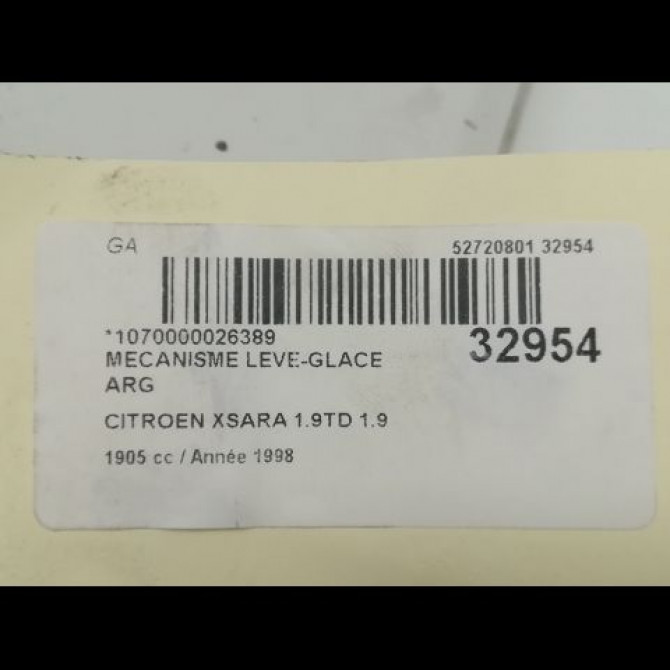 GA 52720801 32954
*1070000026389 32954
MECANISME LEVE-GLACE
ARG
CITROEN XSARA 1.9TD 1.9
1905 cc / Année 1998